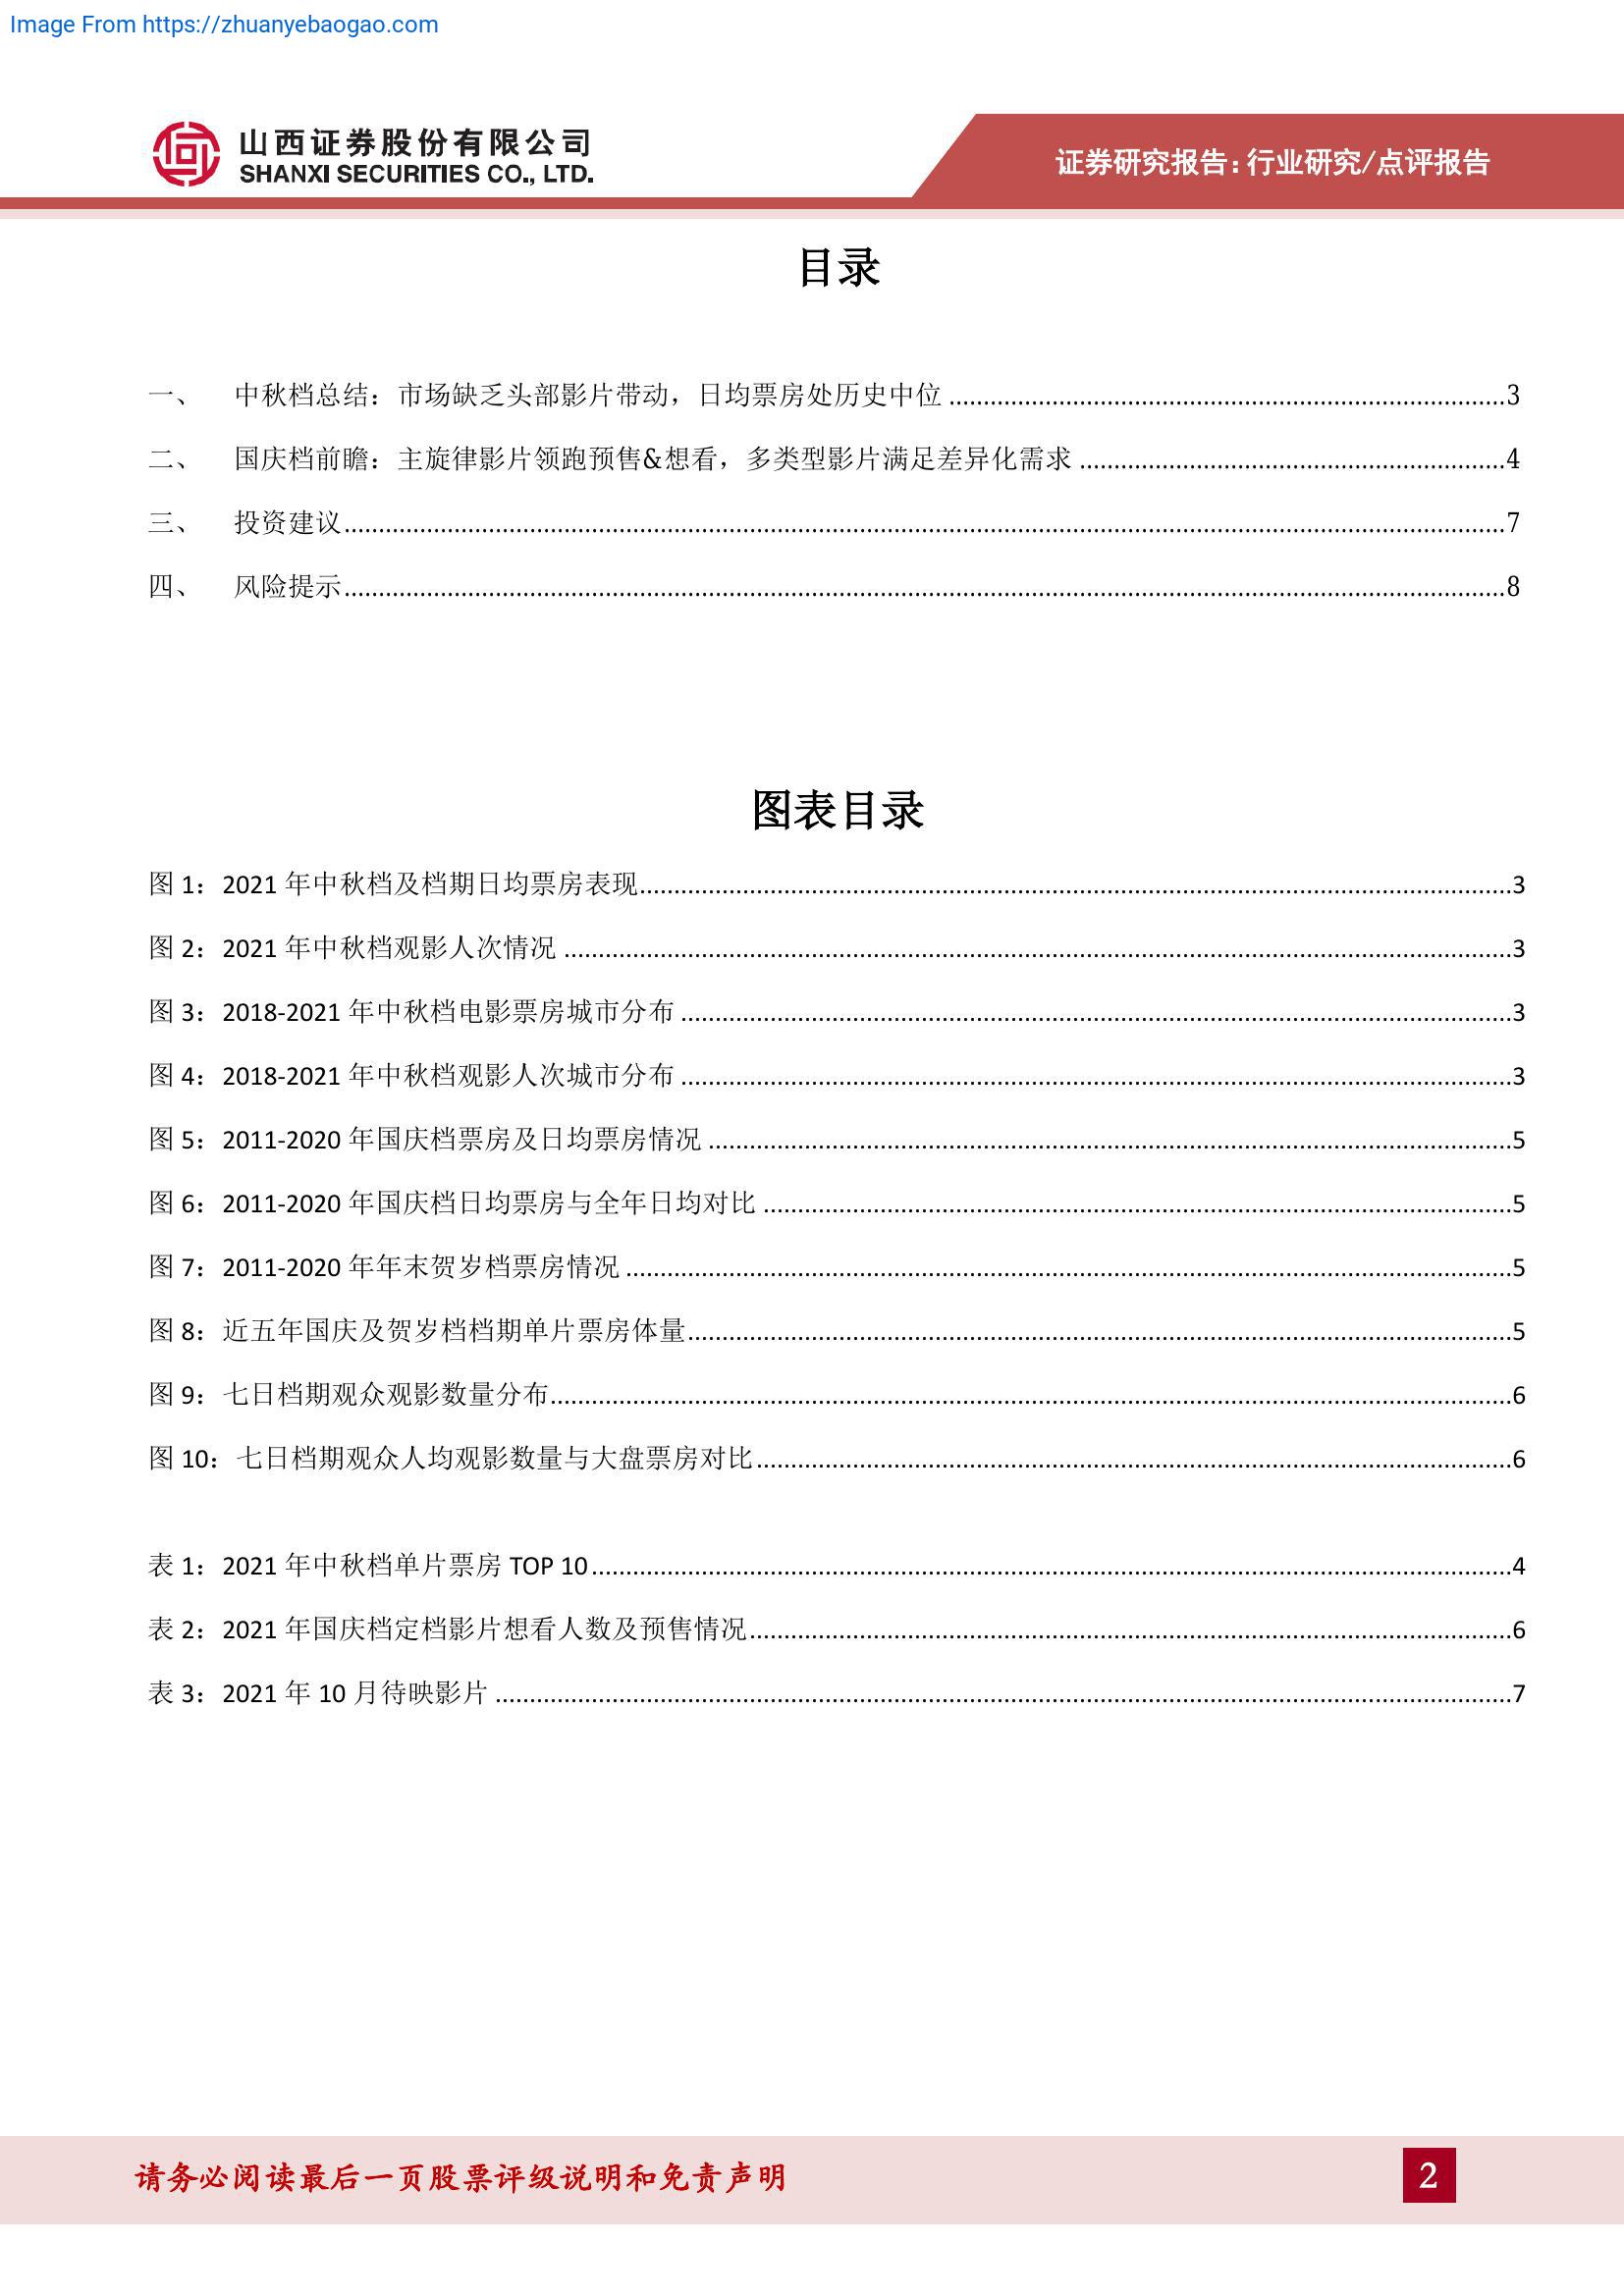 Image From https://zhuanyebaogao.com
山西证券股份有限公司
SHANXI SECURITIES CO., LTD.
证券研究报告：行业研究/点评报告
目录
一、 中秋档总结：市场缺乏头部影片带动，日均票房处历史中位........3
二、 国庆档前瞻：主旋律影片领跑预售&想看，多类型影片满足差异化需求........4
三、 投资建议........7
四、 风险提示........8
图表目录
图 1：2021 年中秋档及档期日均票房表现........3
图 2：2021 年中秋档观影人次情况........3
图 3：2018-2021 年中秋档电影票房城市分布........3
图 4：2018-2021 年中秋档观影人次城市分布........3
图 5：2011-2020 年国庆档票房及日均票房情况........5
图 6：2011-2020 年国庆档日均票房与全年日均对比........5
图 7：2011-2020 年年末贺岁档票房情况........5
图 8：近五年国庆及贺岁档档期单片票房体量........5
图 9：七日档期观众观影数量分布........6
图 10：七日档期观众人均观影数量与大盘票房对比........6
表 1：2021 年中秋档单片票房 TOP 10........4
表 2：2021 年国庆档定档影片想看人数及预售情况........6
表 3：2021 年 10 月待映影片........7
请务必阅读最后一页股票评级说明和免责声明
2